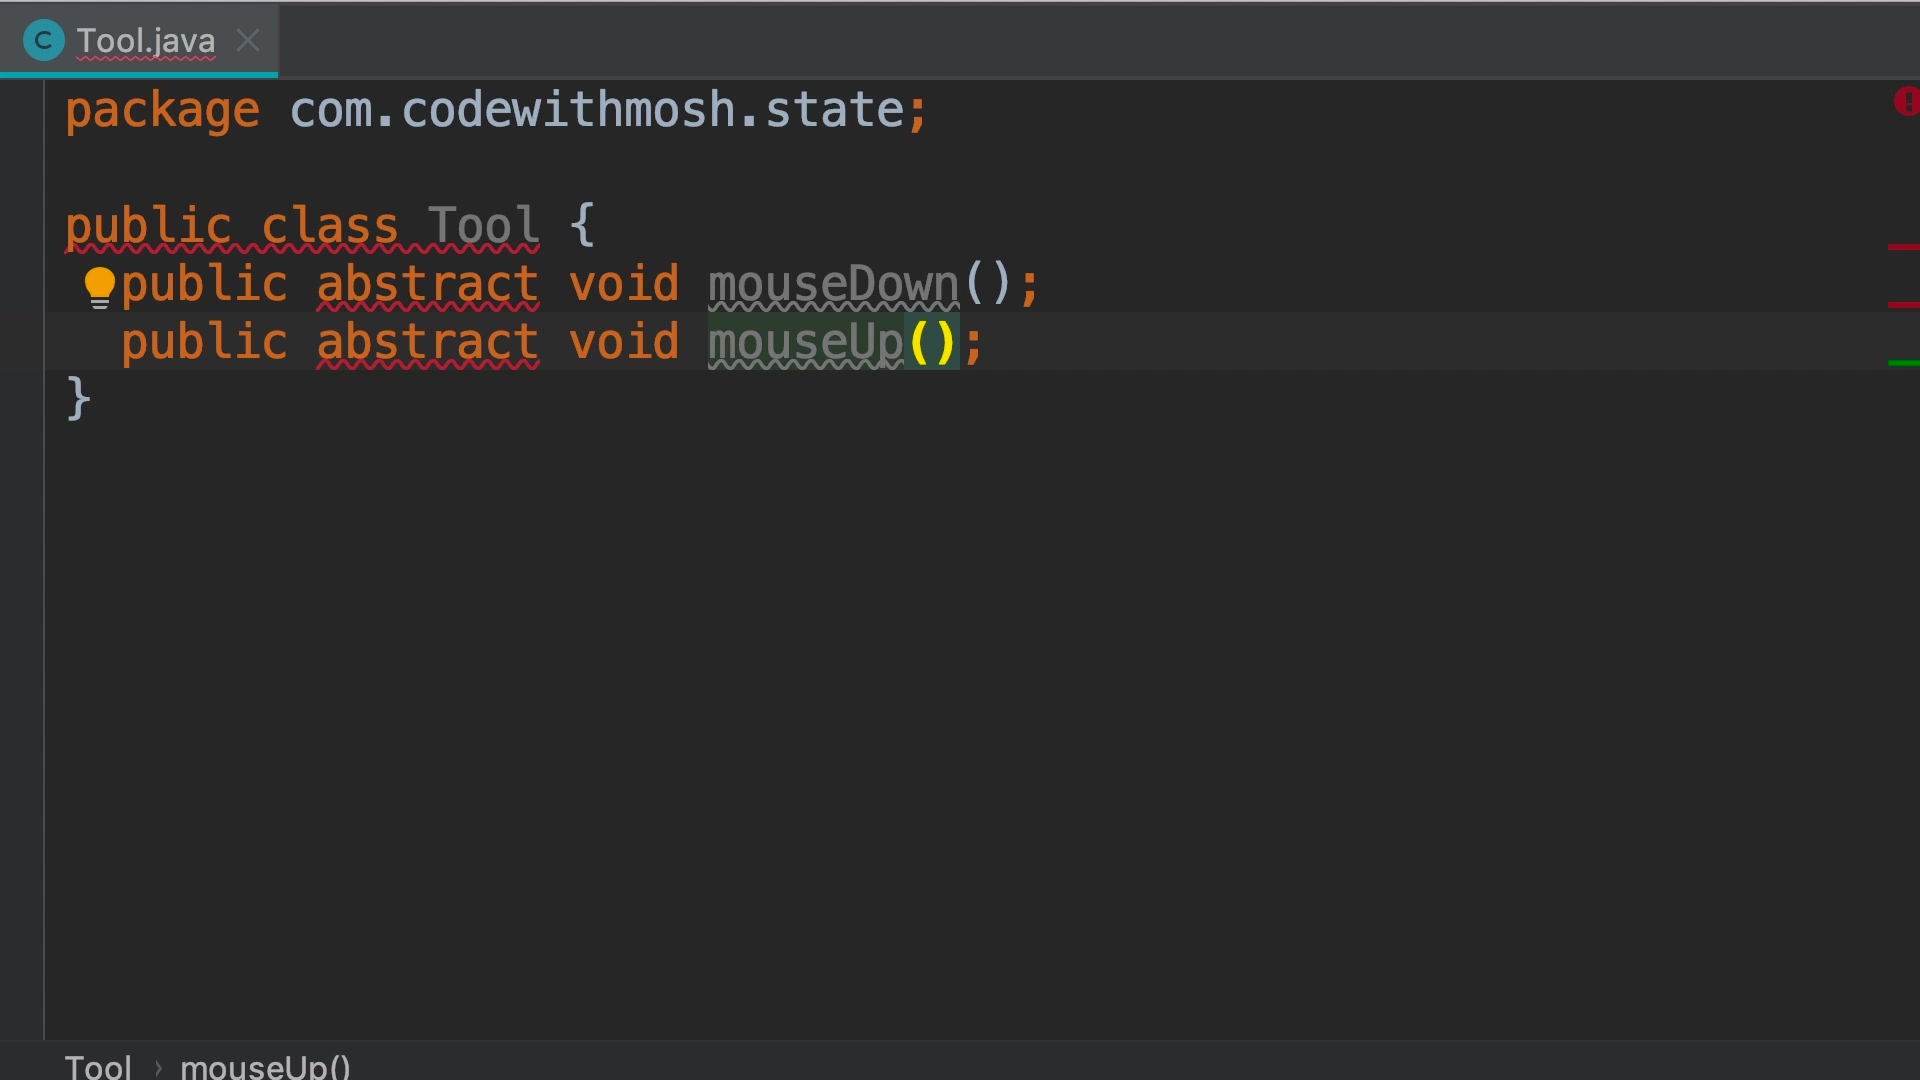 C Tool.java
package com.codewithmosh.state;
public class Tool {
public abstract void mouseDown();
public abstract void mouseUp();
}
Tool › mouseUp()